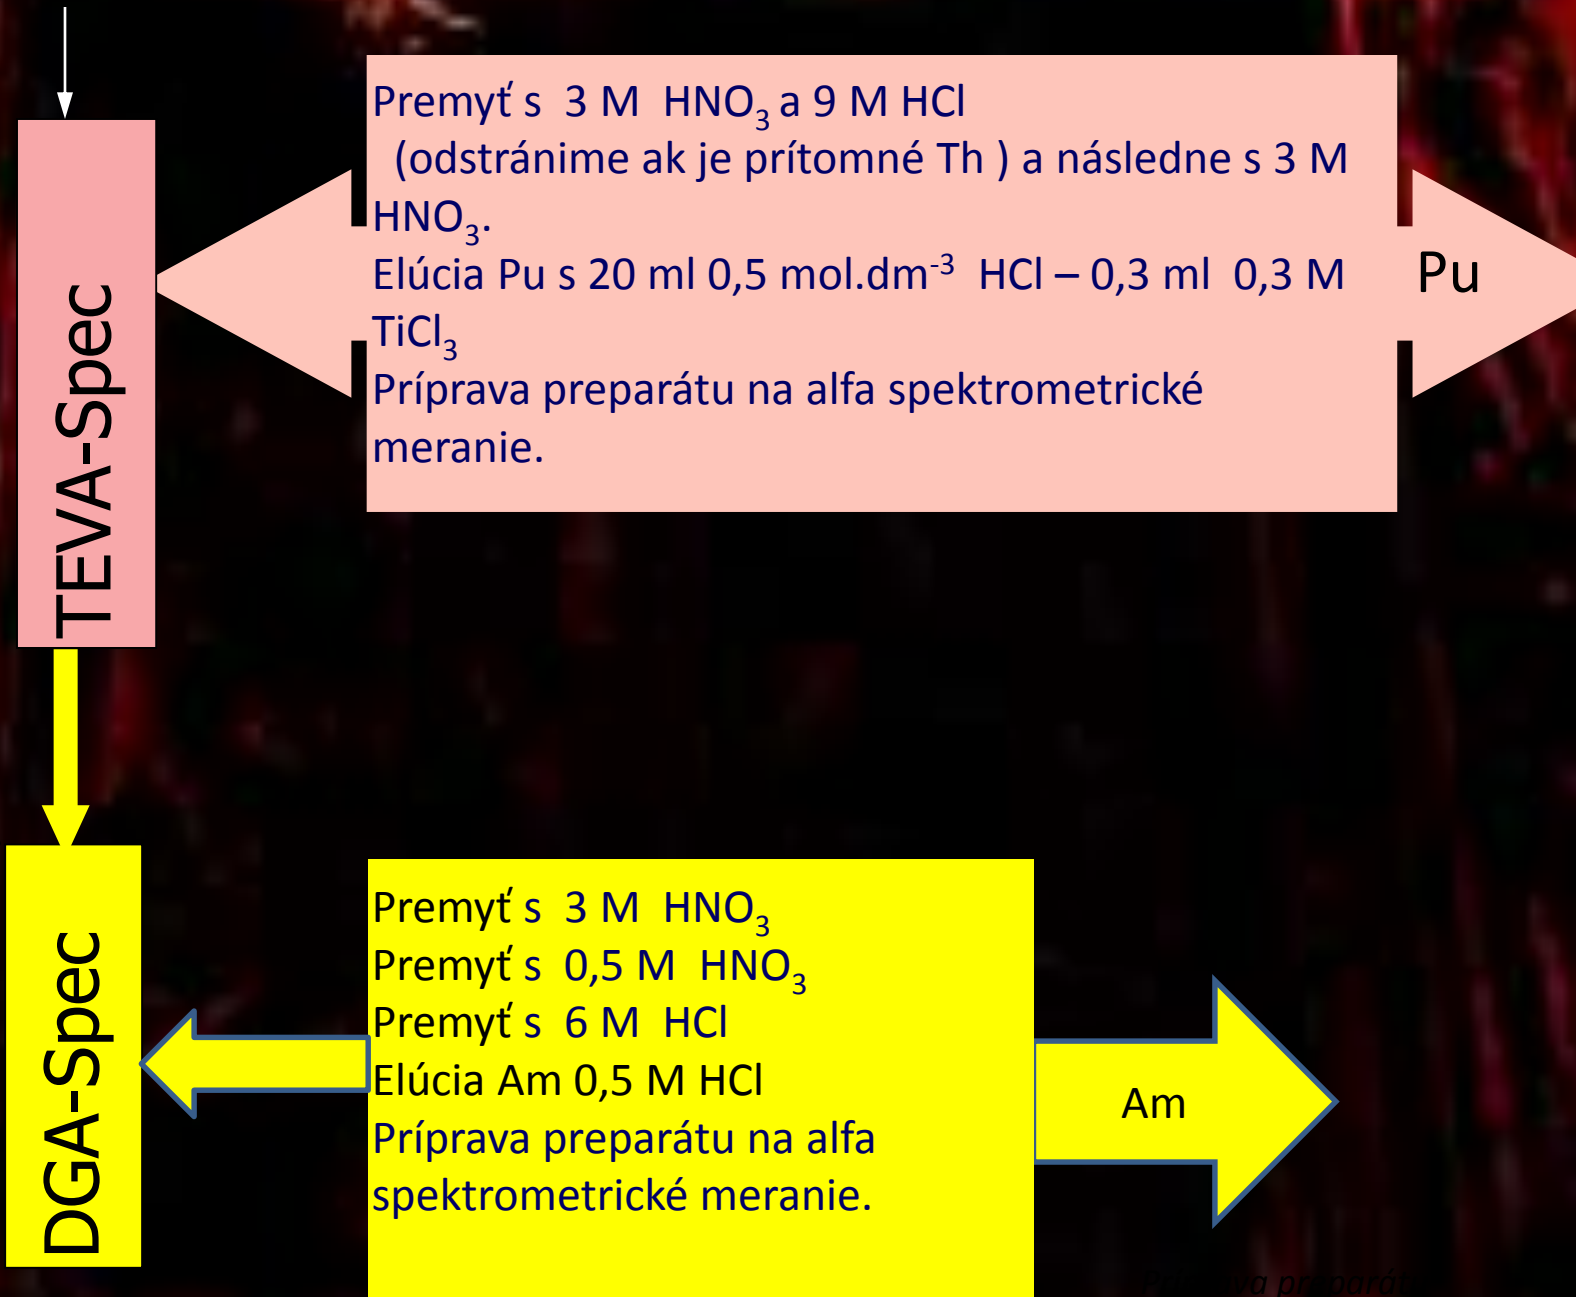 Premyť s 3 M HNO₃ a 9 M HCl
(odstránime ak je prítomné Th ) a následne s 3 M
HNO₃.
Elúcia Pu s 20 ml 0,5 mol.dm⁻³ HCl – 0,3 ml 0,3 M
TiCl₃
Príprava preparátu na alfa spektrometrické
meranie.
Pu
TEVA-Spec
Premyť s 3 M HNO₃
Premyť s 0,5 M HNO₃
Premyť s 6 M HCl
Elúcia Am 0,5 M HCl
Príprava preparátu na alfa
spektrometrické meranie.
Am
DGA-Spec